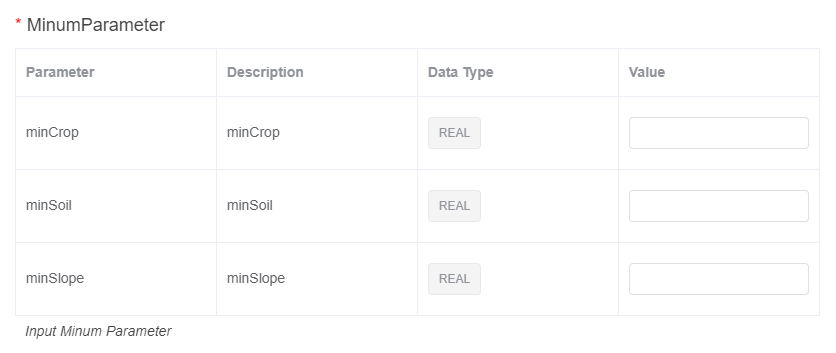 * MinumParameter
Parameter Description Data Type Value
minCrop minCrop REAL
minSoil minSoil REAL
minSlope minSlope REAL
Input Minum Parameter